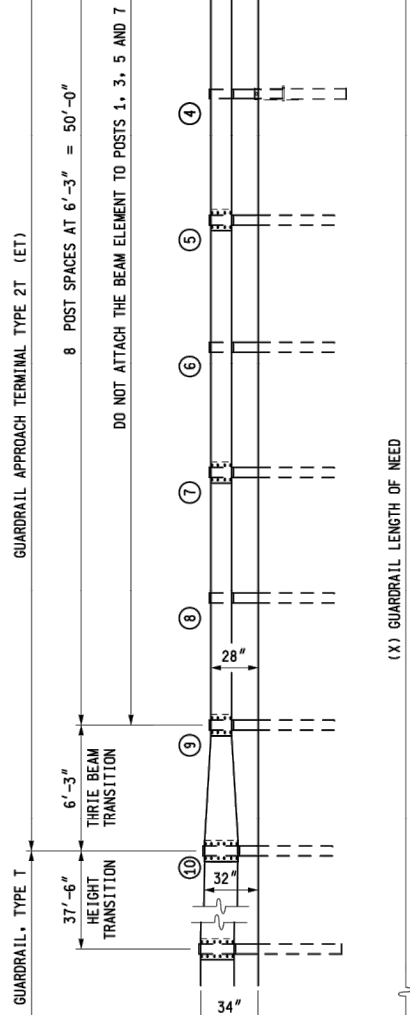 GUARDRAIL APPROACH TERMINAL TYPE 2T (ET)
GUARDRAIL, TYPE T
8 POST SPACES AT 6'-3" = 50'-0"
6'-3"
THRIE BEAM
TRANSITION
37'-6"
HEIGHT
TRANSITION
DO NOT ATTACH THE BEAM ELEMENT TO POSTS 1, 3, 5 AND 7
4
5
6
7
8
9
10
28"
32"
34"
(X) GUARDRAIL LENGTH OF NEED